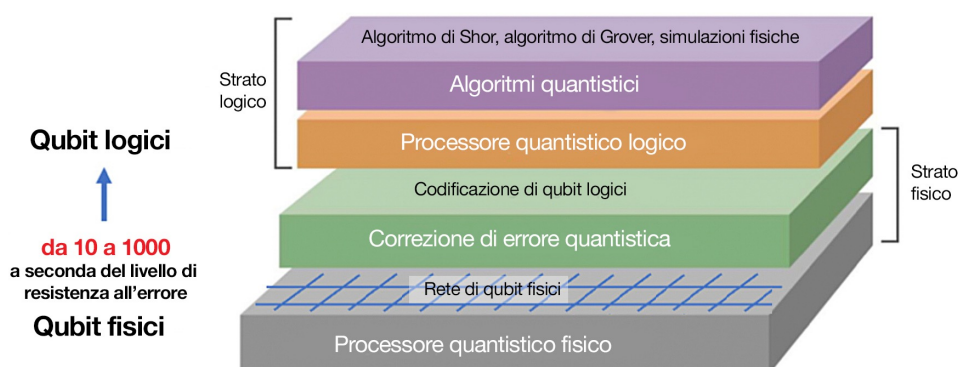 Algoritmo di Shor, algoritmo di Grover, simulazioni fisiche
Algoritmi quantistici
Strato
logico
Processore quantistico logico
Qubit logici
Codificazione di qubit logici
Strato
fisico
Correzione di errore quantistica
da 10 a 1000
a seconda del livello di
resistenza all'errore
Qubit fisici
Rete di qubit fisici
Processore quantistico fisico